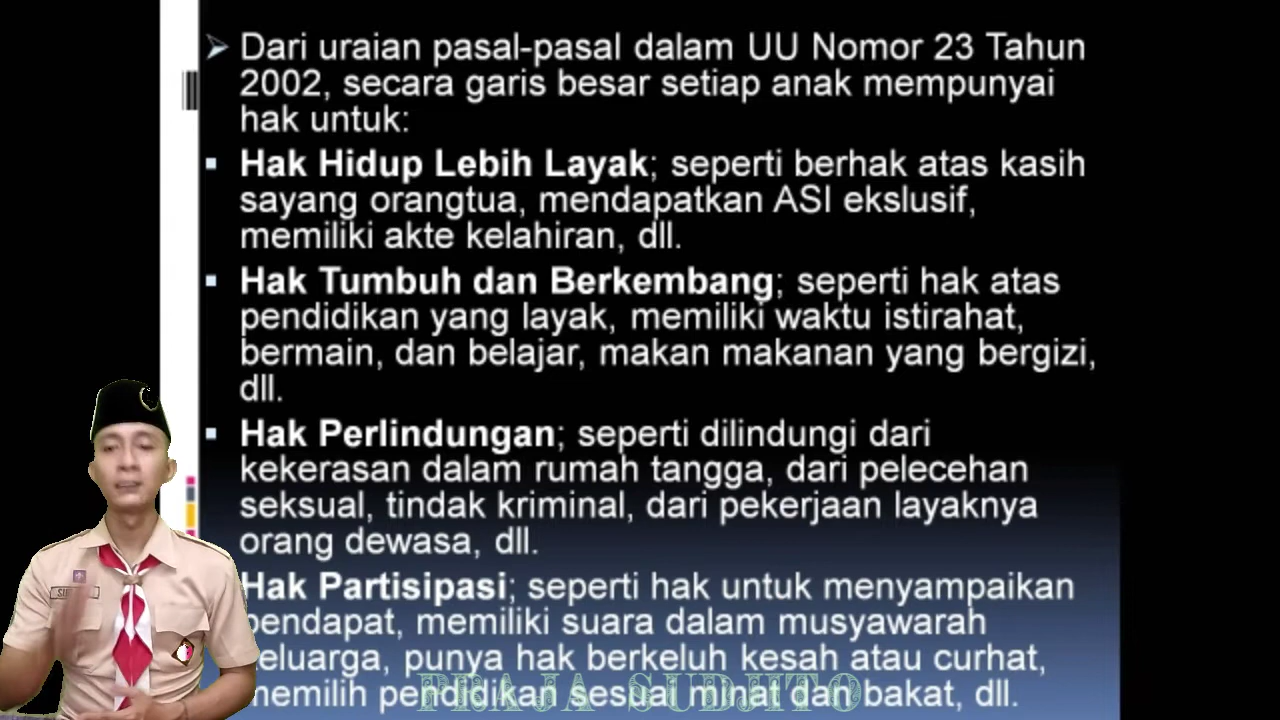 Dari uraian pasal-pasal dalam UU Nomor 23 Tahun
2002, secara garis besar setiap anak mempunyai
hak untuk:
Hak Hidup Lebih Layak; seperti berhak atas kasih
sayang orangtua, mendapatkan ASI ekslusif,
memiliki akte kelahiran, dll.
Hak Tumbuh dan Berkembang; seperti hak atas
pendidikan yang layak, memiliki waktu istirahat,
bermain, dan belajar, makan makanan yang bergizi,
dll.
Hak Perlindungan; seperti dilindungi dari
kekerasan dalam rumah tangga, dari pelecehan
seksual, tindak kriminal, dari pekerjaan layaknya
orang dewasa, dll.
Hak Partisipasi; seperti hak untuk menyampaikan
pendapat, memiliki suara dalam musyawarah
keluarga, punya hak berkeluh kesah atau curhat,
memilih pendidikan sesuai minat dan bakat, dll.
PRAJA SUDJITO